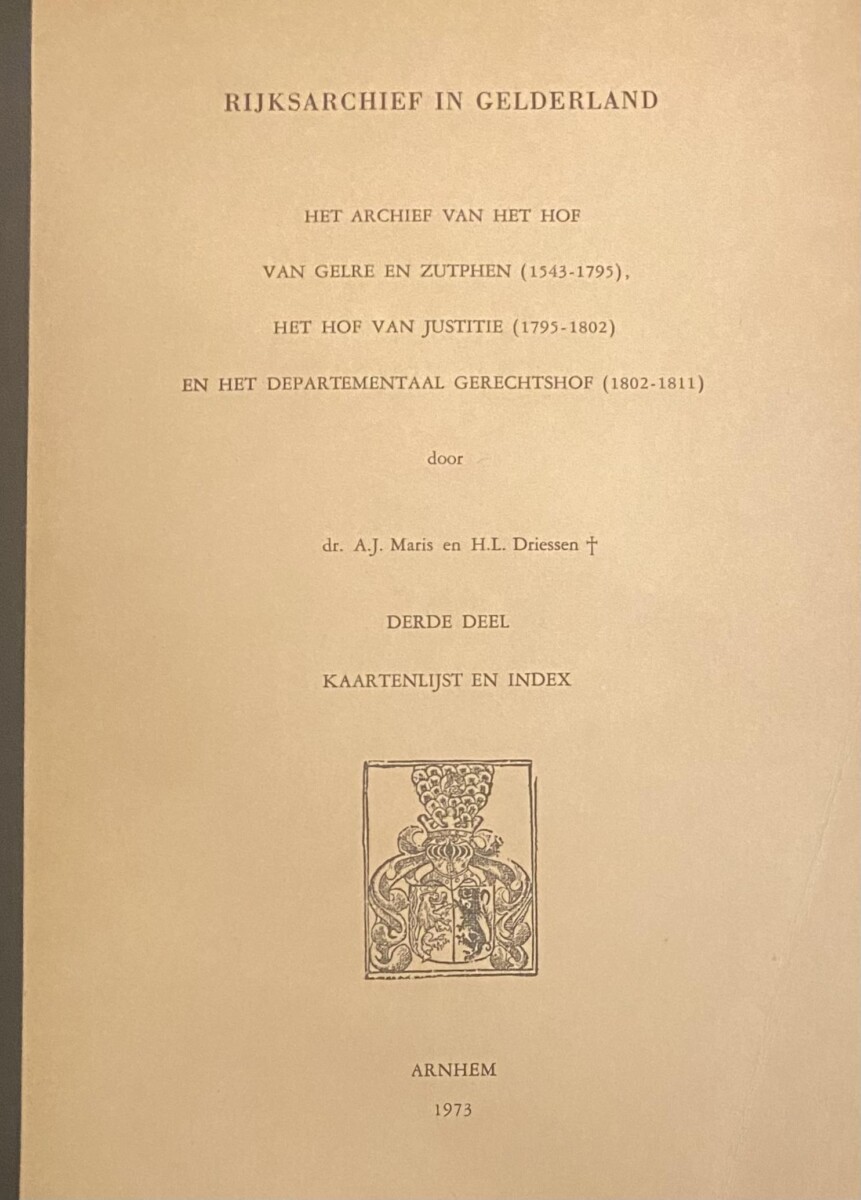 RIJKSARCHIEF IN GELDERLAND
HET ARCHIEF VAN HET HOF
VAN GELRE EN ZUTPHEN (1543-1795),
HET HOF VAN JUSTITIE (1795-1802)
EN HET DEPARTEMENTAAL GERECHTSHOF (1802-1811)
door
dr. A.J. Maris en H.L. Driessen †
DERDE DEEL
KAARTENLIJST EN INDEX
ARNHEM
1973